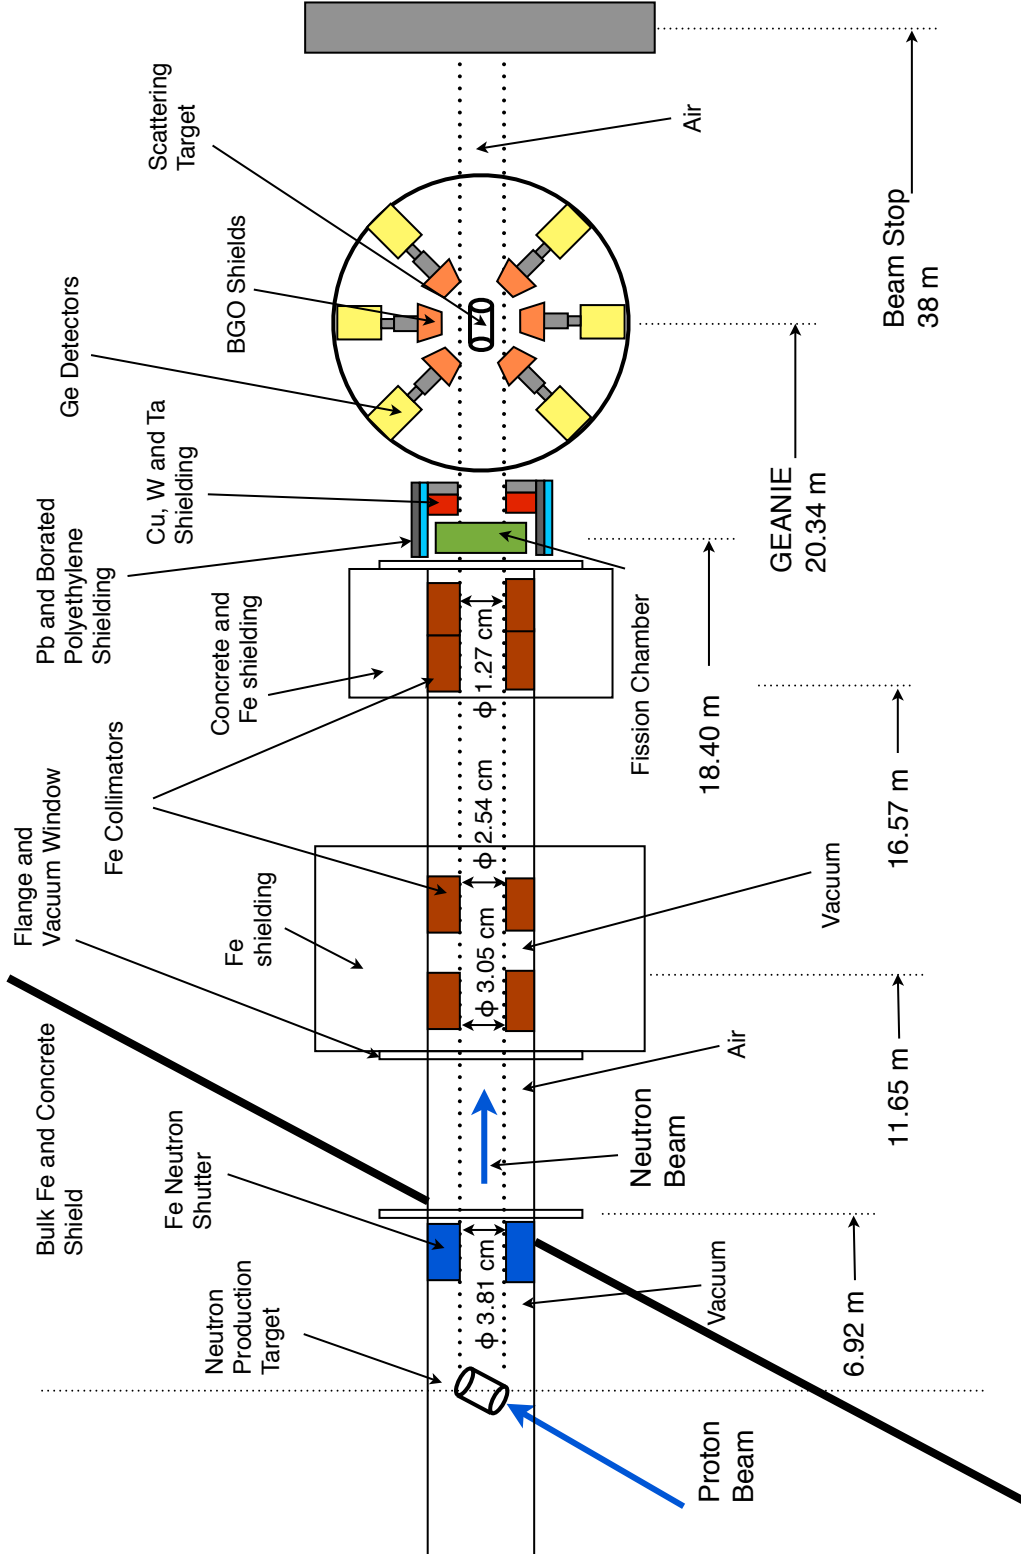 Bulk Fe and Concrete
Shield
Flange and
Vacuum Window
Pb and Borated
Polyethylene
Shielding
Ge Detectors
Fe Neutron
Shutter
Fe Collimators
Cu, W and Ta
Shielding
Scattering
Target
Neutron
Production
Target
Fe
shielding
Concrete and
Fe shielding
BGO Shields
ϕ 3.81 cm
ϕ 3.05 cm
ϕ 2.54 cm
ϕ 1.27 cm
Proton
Beam
Vacuum
Neutron
Beam
Air
Vacuum
Fission Chamber
Air
6.92 m
11.65 m
16.57 m
18.40 m
GEANIE
20.34 m
Beam Stop
38 m